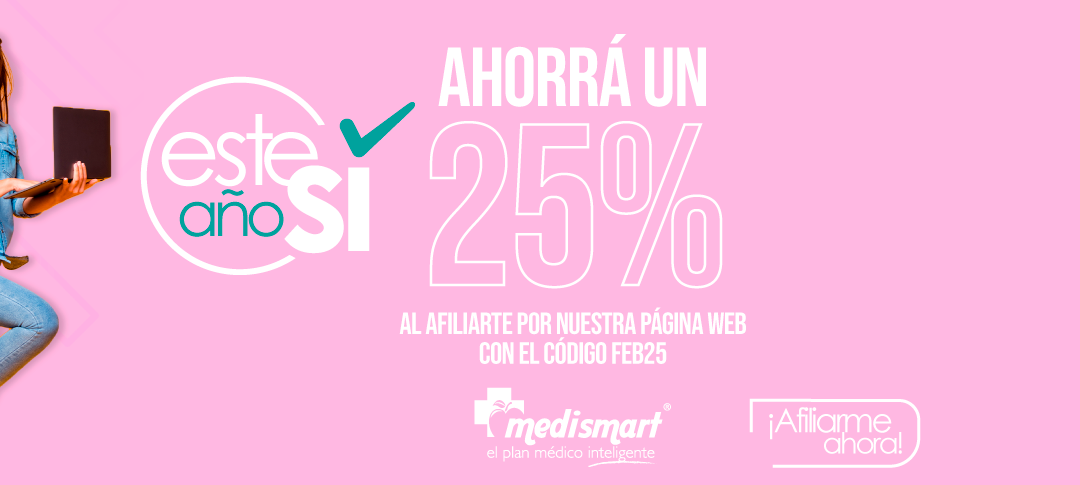 este
año SÍ
AHORRÁ UN
25%
AL AFILIARTE POR NUESTRA PÁGINA WEB
CON EL CÓDIGO FEB25
medismart®
el plan médico inteligente
¡Afiliarme
ahora!